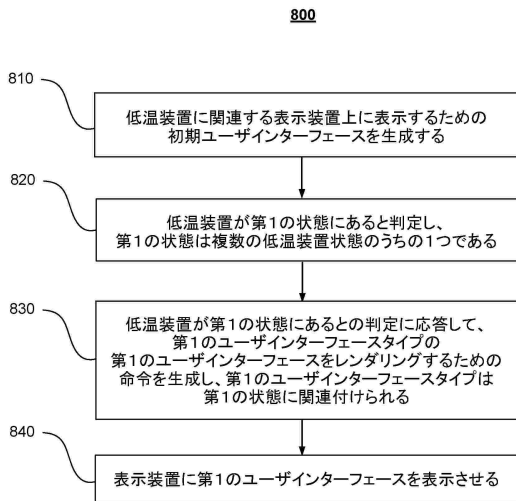 800
810
低温装置に関連する表示装置上に表示するための
初期ユーザインターフェースを生成する
820
低温装置が第1の状態にあると判定し、
第1の状態は複数の低温装置状態のうちの1つである
830
低温装置が第1の状態にあるとの判定に応答して、
第1のユーザインターフェースタイプの
第1のユーザインターフェースをレンダリングするための
命令を生成し、第1のユーザインターフェースタイプは
第1の状態に関連付けられる
840
表示装置に第1のユーザインターフェースを表示させる